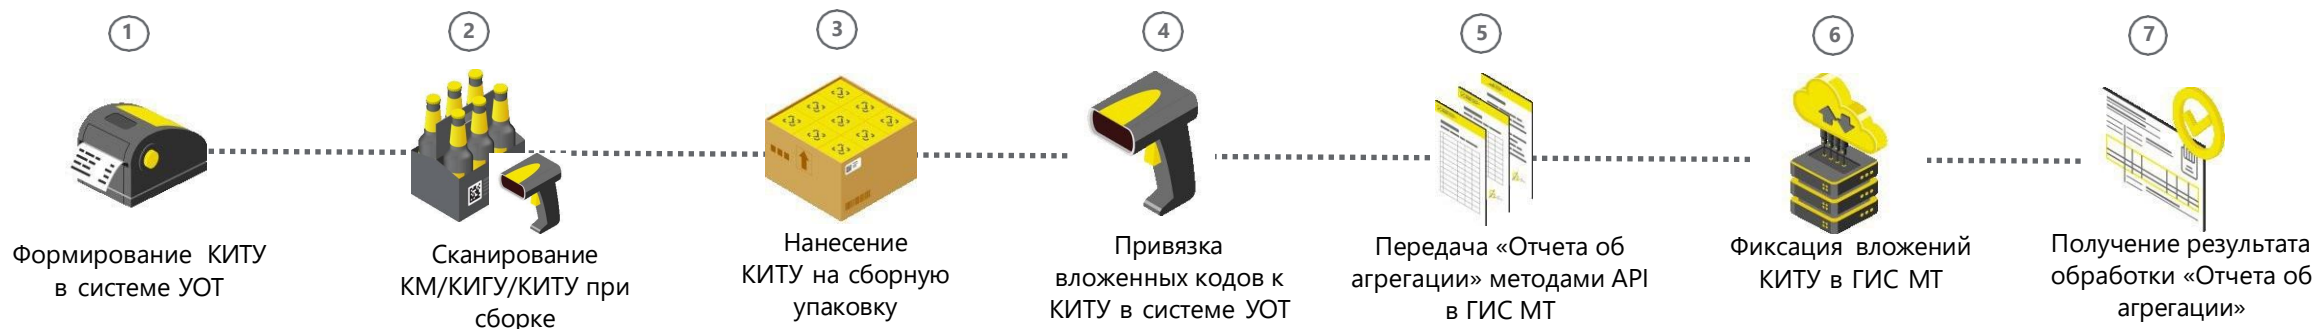 1
Формирование КИТУ
в системе УОТ
2
Сканирование
КМ/КИГУ/КИТУ при
сборке
3
Нанесение
КИТУ на сборную
упаковку
4
Привязка
вложенных кодов к
КИТУ в системе УОТ
5
Передача «Отчета об
агрегации» методами API
в ГИС МТ
6
Фиксация вложений
КИТУ в ГИС МТ
7
Получение результата
обработки «Отчета об
агрегации»